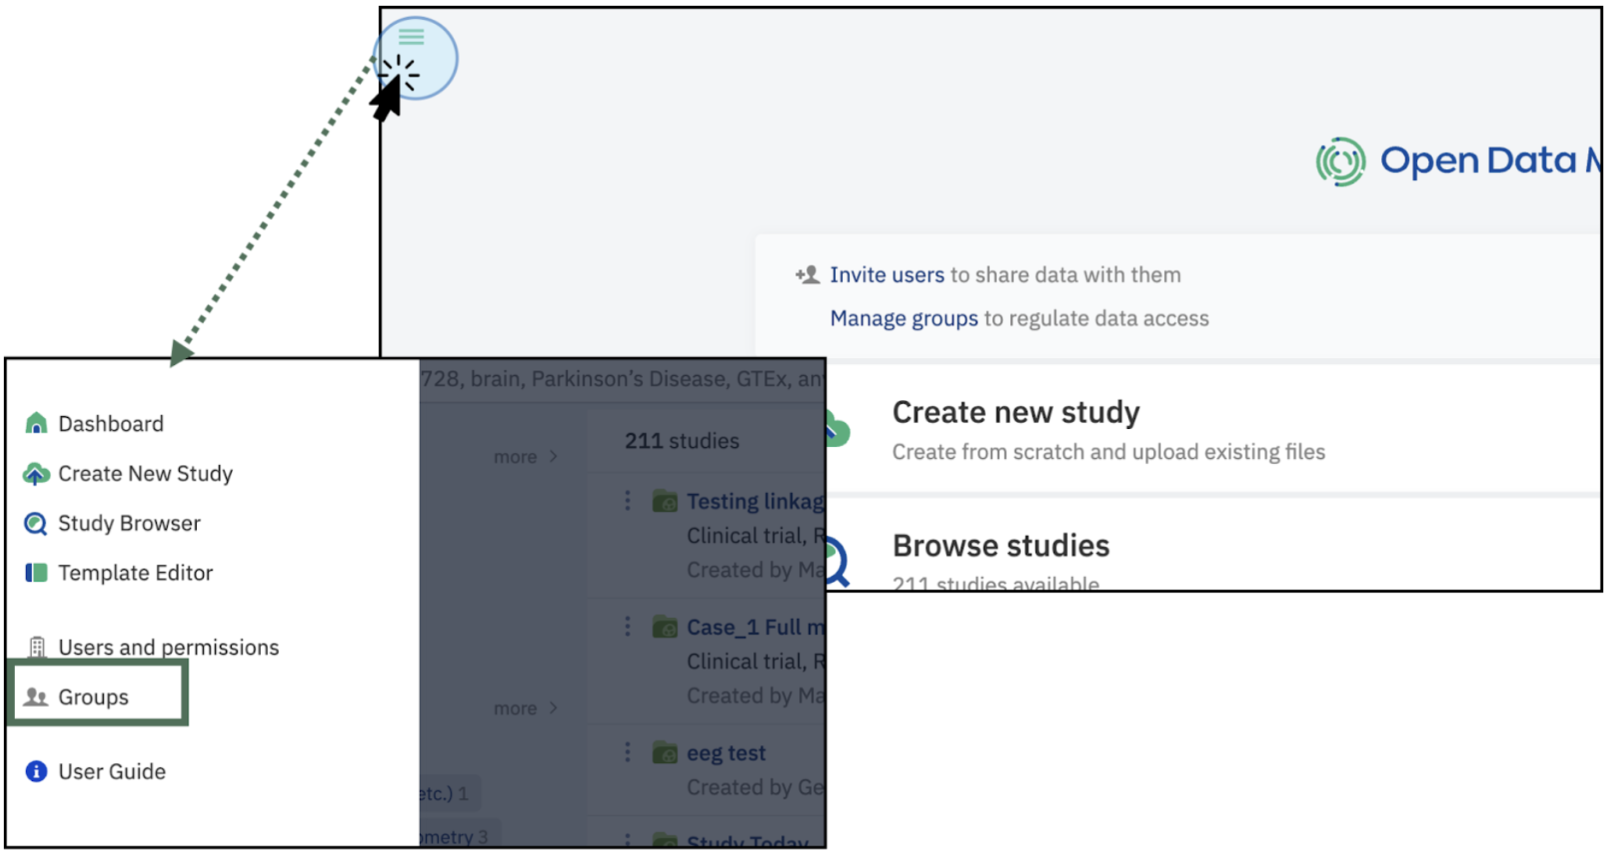 Open Data
Invite users to share data with them
Manage groups to regulate data access
Create new study
Create from scratch and upload existing files
Browse studies
211 studies available
Dashboard
Create New Study
Study Browser
Template Editor
Users and permissions
Groups
User Guide
728, brain, Parkinson's Disease, GTEx, an
more
211 studies
Testing linkag
Clinical trial, R
Created by Ma
Case_1 Full m
Clinical trial, R
Created by Ma
more
eeg test
Created by Ge
etc.) 1
ometry 3
Study Today